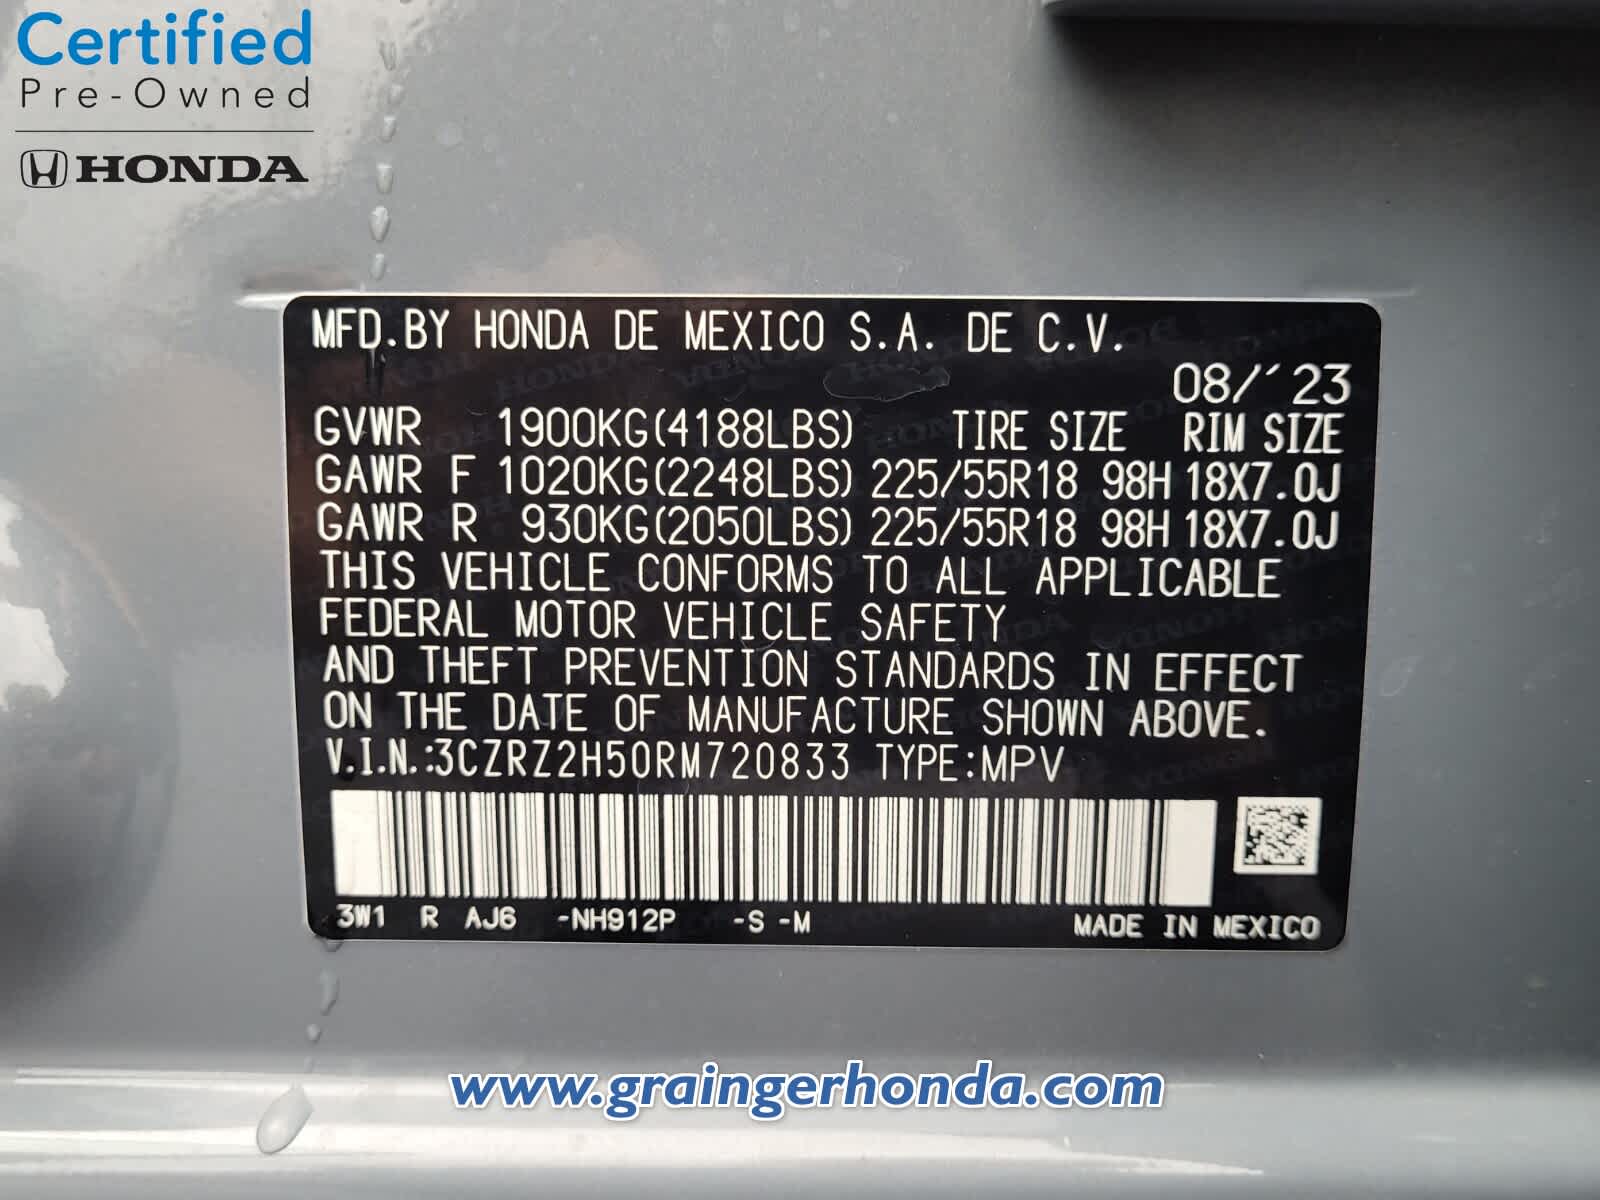 Certified
Pre-Owned
HONDA
MFD.BY HONDA DE MEXICO S.A. DE C.V.
08/´23
GVWR 1900KG(4188LBS) TIRE SIZE RIM SIZE
GAWR F 1020KG(2248LBS) 225/55R18 98H 18X7.0J
GAWR R 930KG(2050LBS) 225/55R18 98H 18X7.0J
THIS VEHICLE CONFORMS TO ALL APPLICABLE
FEDERAL MOTOR VEHICLE SAFETY
AND THEFT PREVENTION STANDARDS IN EFFECT
ON THE DATE OF MANUFACTURE SHOWN ABOVE.
V.I.N.:3CZRZ2H50RM720833 TYPE:MPV
3W1 R AJ6 -NH912P -S -M MADE IN MEXICO
www.graingerhonda.com